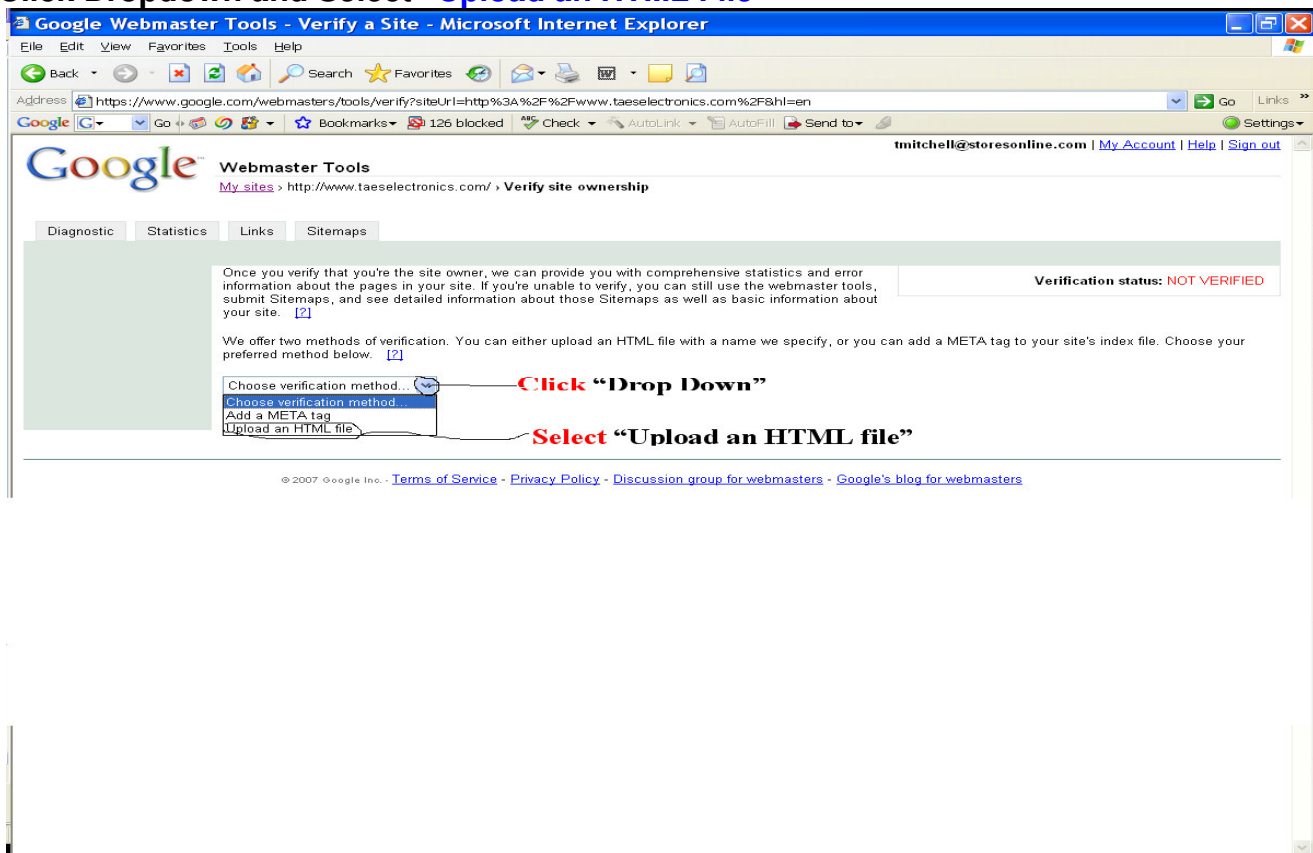 Click Dropdown and Select "Upload an HTML File"
Google Webmaster Tools - Verify a Site - Microsoft Internet Explorer
File Edit View Favorites Tools Help
Back Search Favorites
Address https://www.google.com/webmasters/tools/verify?siteUrl=http%3A%2F%2Fwww.taeselectronics.com%2F&hl=en Go Links »
Google G Go Bookmarks 126 blocked ABC Check AutoLink AutoFill Send to Settings
tmitchell@storesonline.com | My Account | Help | Sign out
Google™ Webmaster Tools
My sites › http://www.taeselectronics.com/ › Verify site ownership
Diagnostic Statistics Links Sitemaps
Once you verify that you're the site owner, we can provide you with comprehensive statistics and error
information about the pages in your site. If you're unable to verify, you can still use the webmaster tools,
submit Sitemaps, and see detailed information about those Sitemaps as well as basic information about
your site. [?]
Verification status: NOT VERIFIED
We offer two methods of verification. You can either upload an HTML file with a name we specify, or you can add a META tag to your site's index file. Choose your
preferred method below. [?]
Choose verification method... Click “Drop Down”
Choose verification method...
Add a META tag
Upload an HTML file Select “Upload an HTML file”
© 2007 Google Inc. - Terms of Service - Privacy Policy - Discussion group for webmasters - Google's blog for webmasters